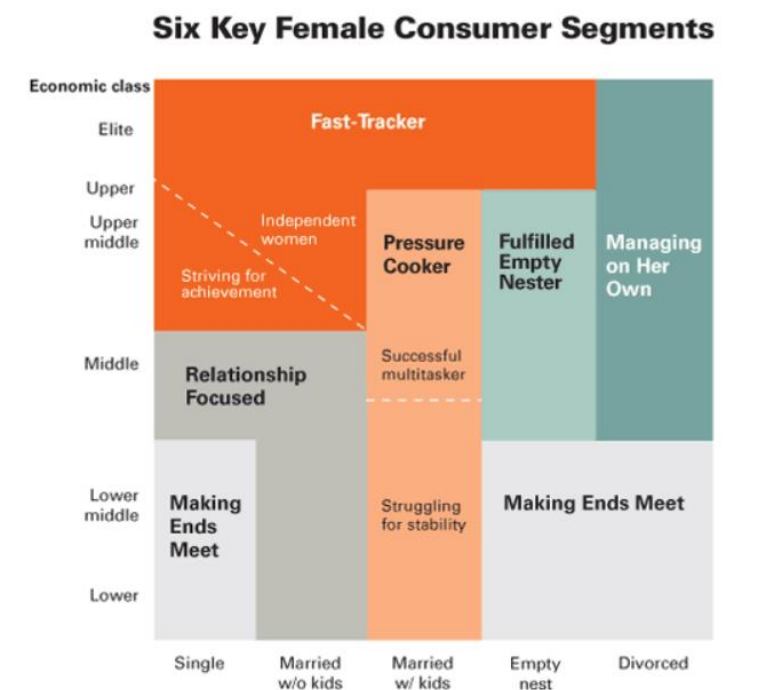 Six Key Female Consumer Segments
Economic class
Elite
Fast-Tracker
Upper
Upper
middle
Independent
women
Striving for
achievement
Pressure
Cooker
Fulfilled
Empty
Nester
Managing
on Her
Own
Middle
Relationship
Focused
Successful
multitasker
Lower
middle
Making
Ends
Meet
Struggling
for stability
Making Ends Meet
Lower
Single
Married
w/o kids
Married
w/ kids
Empty
nest
Divorced